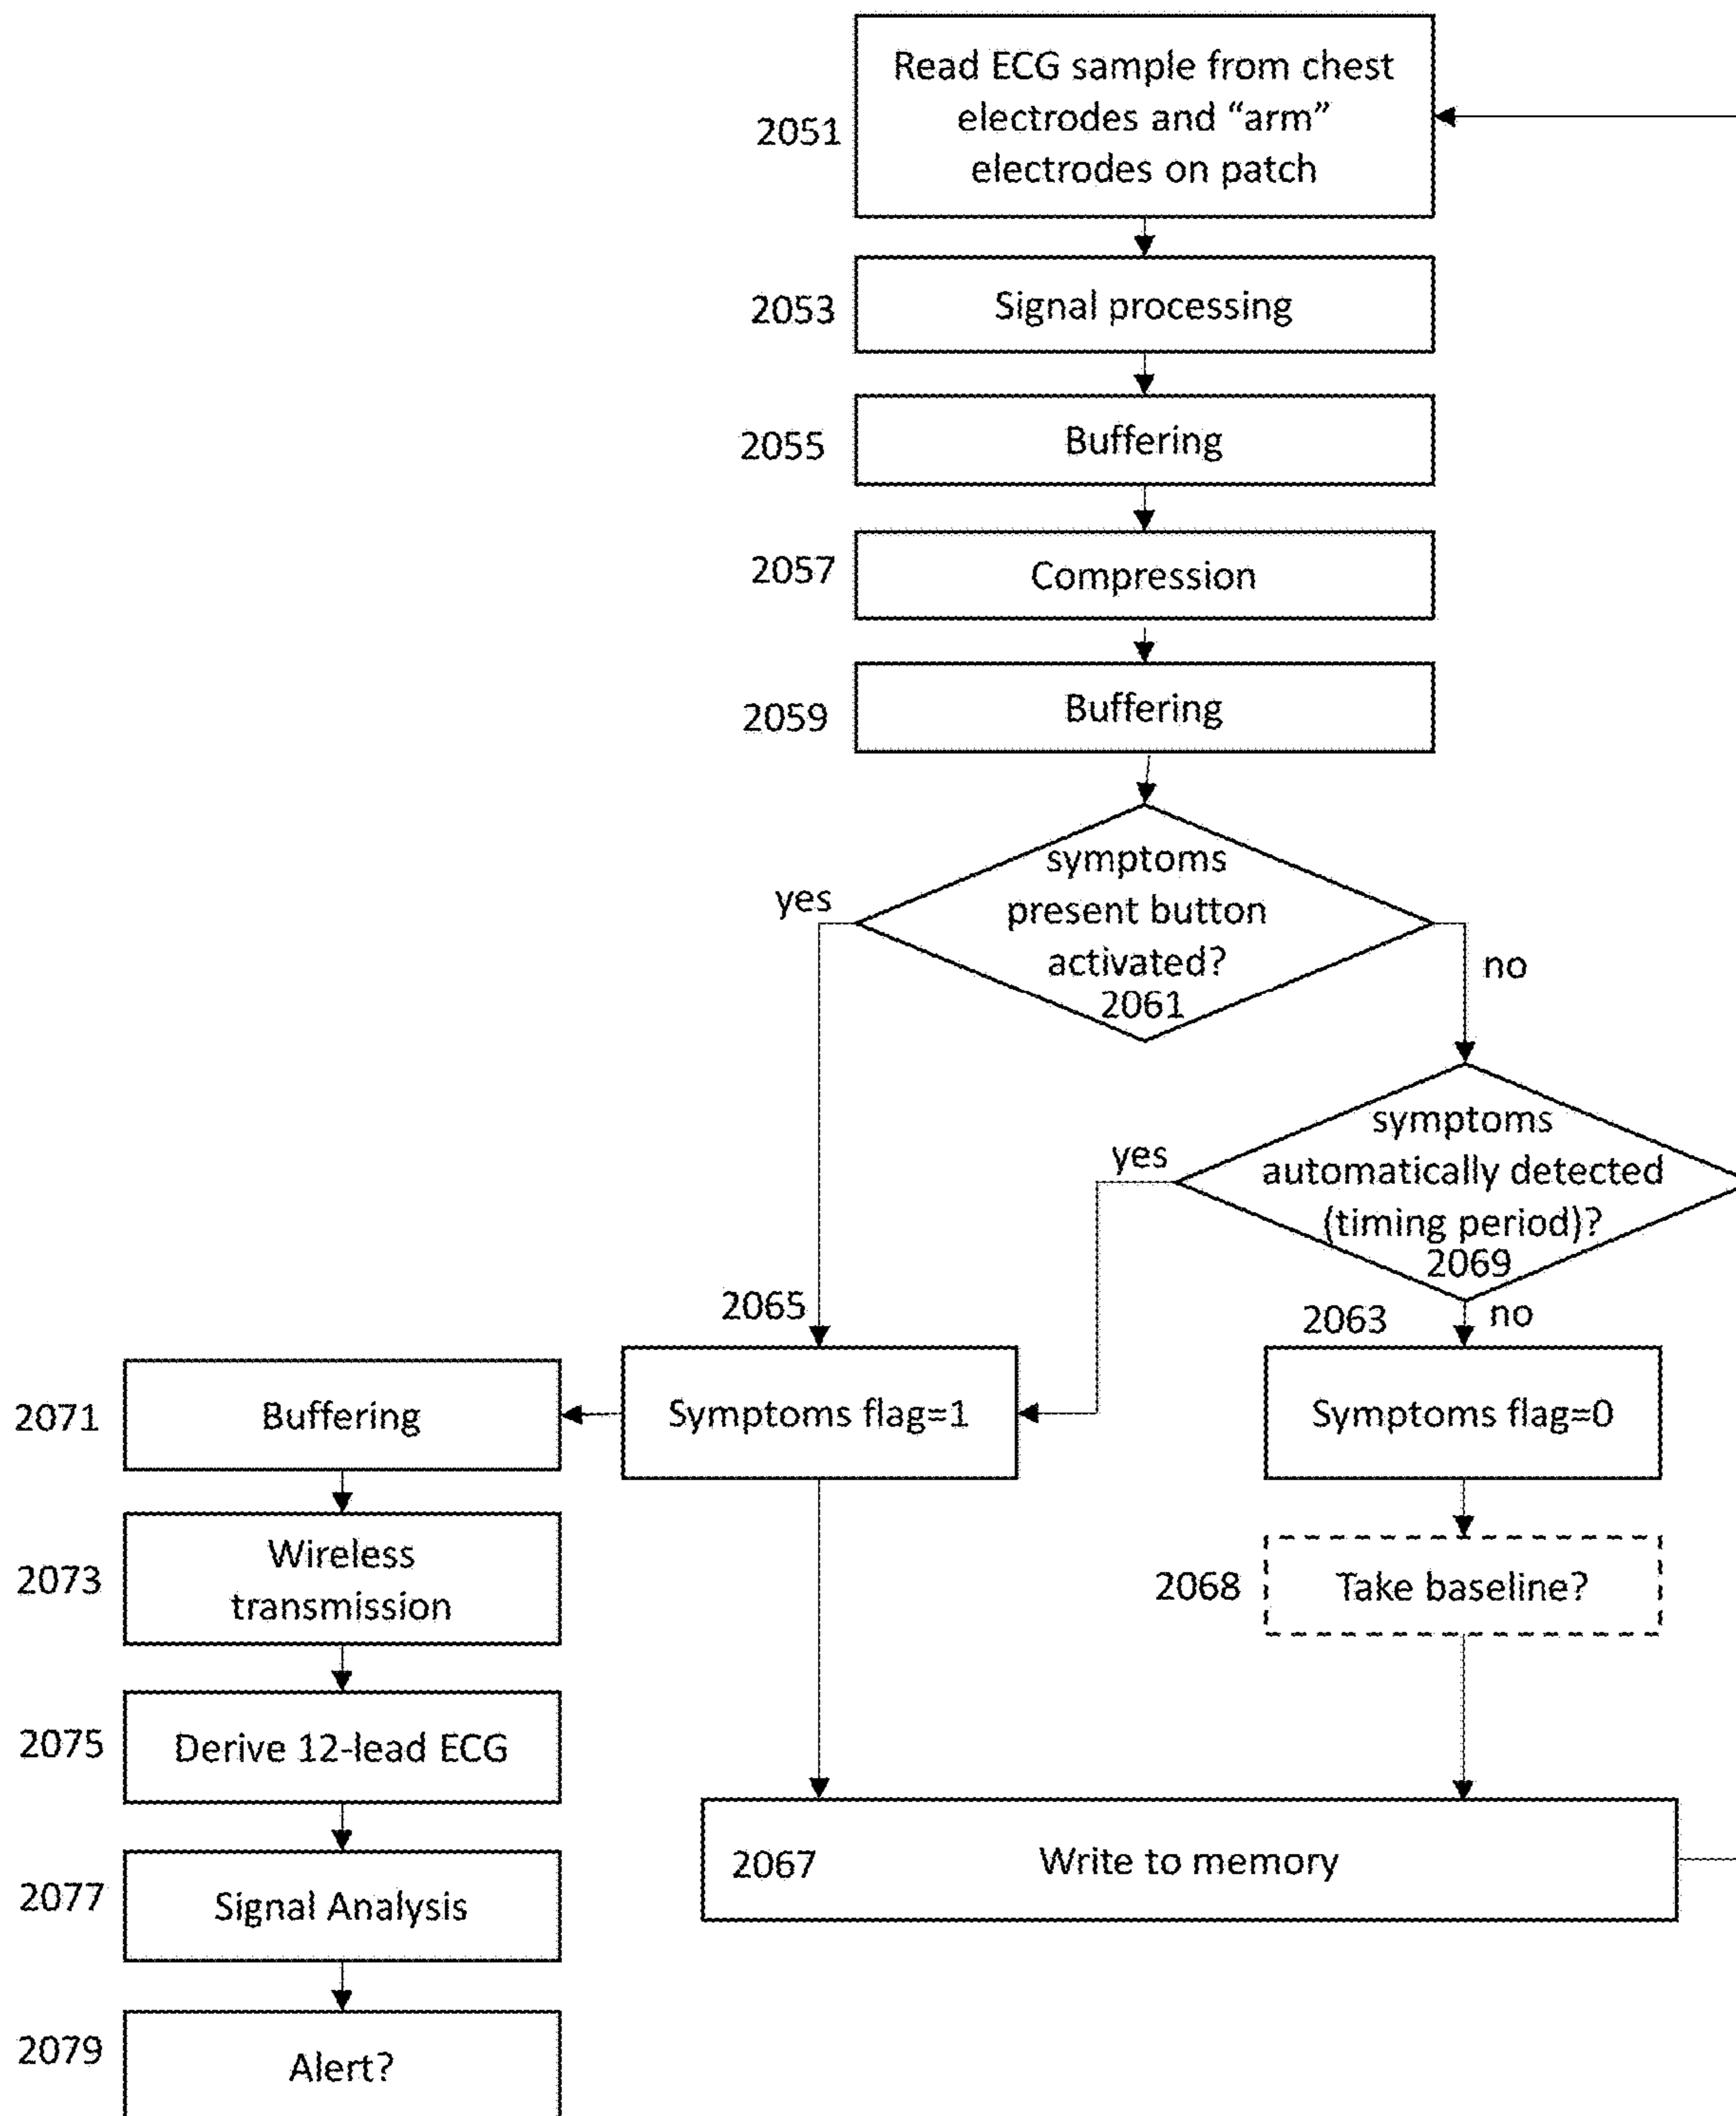 Read ECG sample from chest
electrodes and “arm”
electrodes on patch
2051
Signal processing
2053
Buffering
2055
Compression
2057
Buffering
2059
symptoms
present button
activated?
2061
yes
no
symptoms
automatically detected
(timing period)?
2069
yes
no
2065
2063
Symptoms flag=1
Symptoms flag=0
2071
Buffering
2073
Wireless
transmission
2068
Take baseline?
2075
Derive 12-lead ECG
2067
Write to memory
2077
Signal Analysis
2079
Alert?